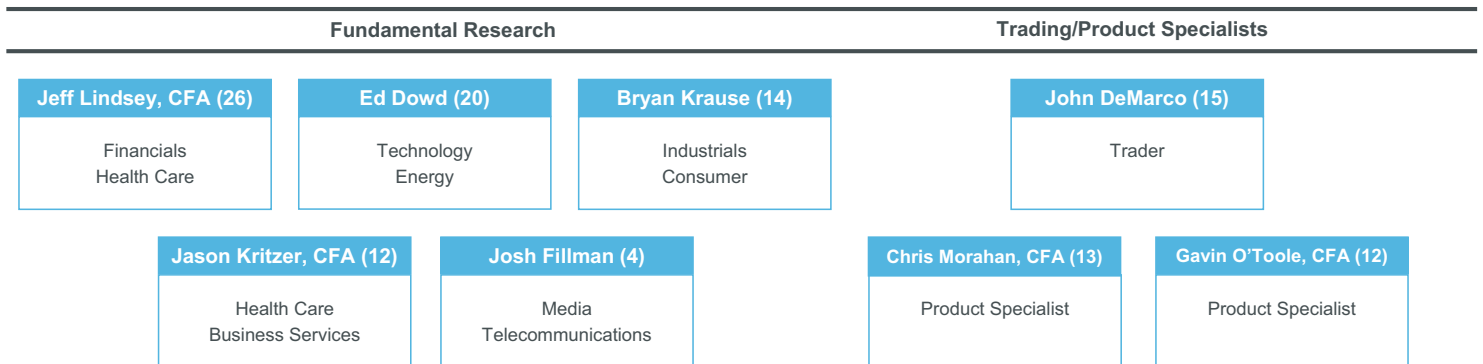 Fundamental Research
Trading/Product Specialists
Jeff Lindsey, CFA (26)
Financials
Health Care
Ed Dowd (20)
Technology
Energy
Bryan Krause (14)
Industrials
Consumer
John DeMarco (15)
Trader
Jason Kritzer, CFA (12)
Health Care
Business Services
Josh Fillman (4)
Media
Telecommunications
Chris Morahan, CFA (13)
Product Specialist
Gavin O’Toole, CFA (12)
Product Specialist